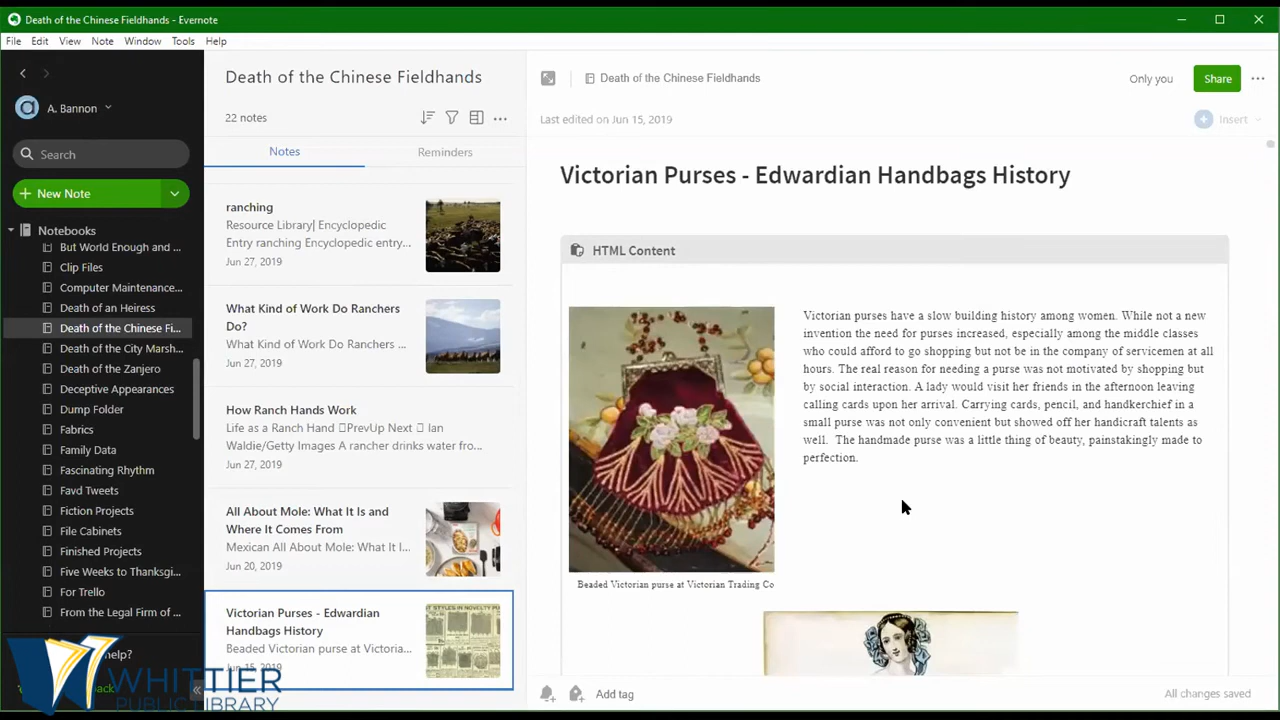 Death of the Chinese Fieldhands - Evernote
File Edit View Note Window Tools Help
A. Bannon
Search
New Note
Notebooks
But World Enough and ...
Clip Files
Computer Maintenance...
Death of an Heiress
Death of the Chinese Fi...
Death of the City Marsh...
Death of the Zanjero
Deceptive Appearances
Dump Folder
Fabrics
Family Data
Fascinating Rhythm
Favd Tweets
Fiction Projects
File Cabinets
Finished Projects
Five Weeks to Thanksgi...
For Trello
From the Legal Firm of ...
help?
WHITTIER
PUBLIC LIBRARY
Death of the Chinese Fieldhands
22 notes
Notes Reminders
ranching
Resource Library| Encyclopedic
Entry ranching Encyclopedic entry...
Jun 27, 2019
What Kind of Work Do Ranchers
Do?
What Kind of Work Do Ranchers ...
Jun 27, 2019
How Ranch Hands Work
Life as a Ranch Hand PrevUp Next Ian
Waldie/Getty Images A rancher drinks water fro...
Jun 27, 2019
All About Mole: What It Is and
Where It Comes From
Mexican All About Mole: What It I...
Jun 20, 2019
Victorian Purses - Edwardian
Handbags History
Beaded Victorian purse at Victoria...
Jun 15, 2019
Death of the Chinese Fieldhands
Only you
Share
Last edited on Jun 15, 2019
Insert
Victorian Purses - Edwardian Handbags History
HTML Content
Victorian purses have a slow building history among women. While not a new
invention the need for purses increased, especially among the middle classes
who could afford to go shopping but not be in the company of servicemen at all
hours. The real reason for needing a purse was not motivated by shopping but
by social interaction. A lady would visit her friends in the afternoon leaving
calling cards upon her arrival. Carrying cards, pencil, and handkerchief in a
small purse was not only convenient but showed off her handicraft talents as
well. The handmade purse was a little thing of beauty, painstakingly made to
perfection.
Beaded Victorian purse at Victorian Trading Co
Add tag
All changes saved